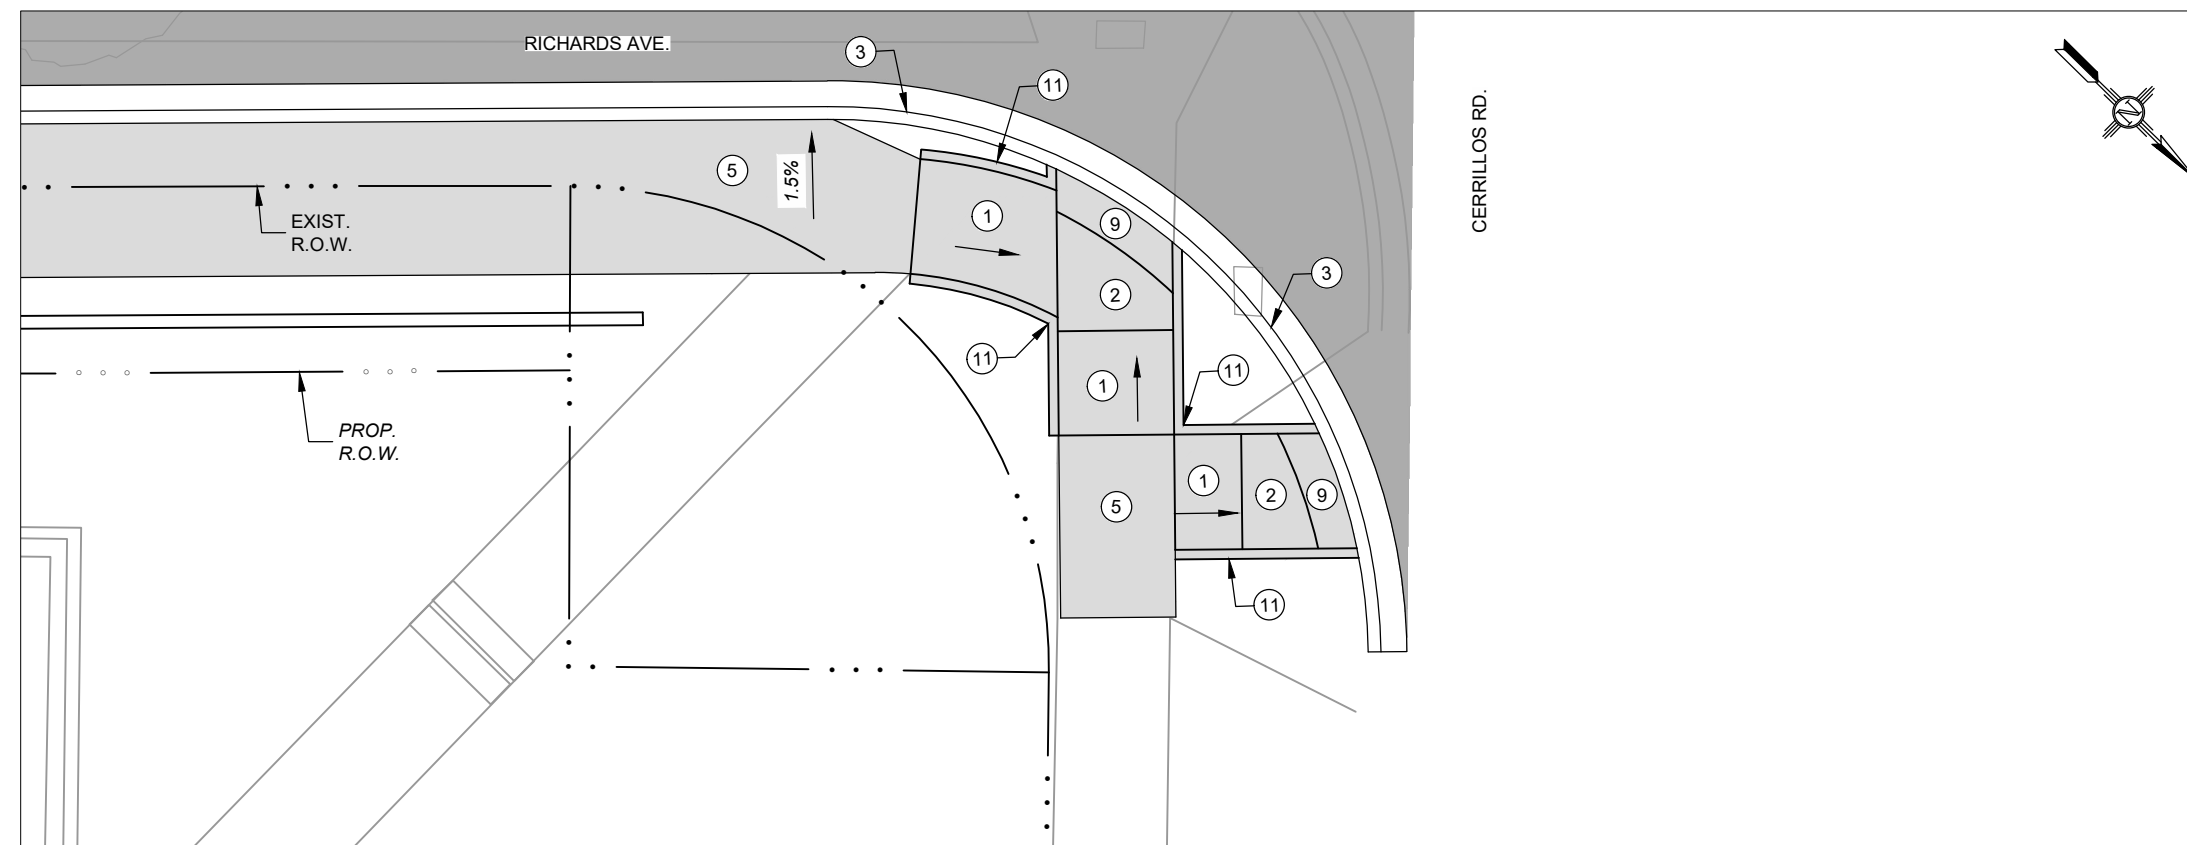 RICHARDS AVE.
3
11
CERRILLOS RD.
N
5
1.5%
1
9
EXIST.
R.O.W.
2
3
11
11
1
PROP.
R.O.W.
1
2
9
5
11